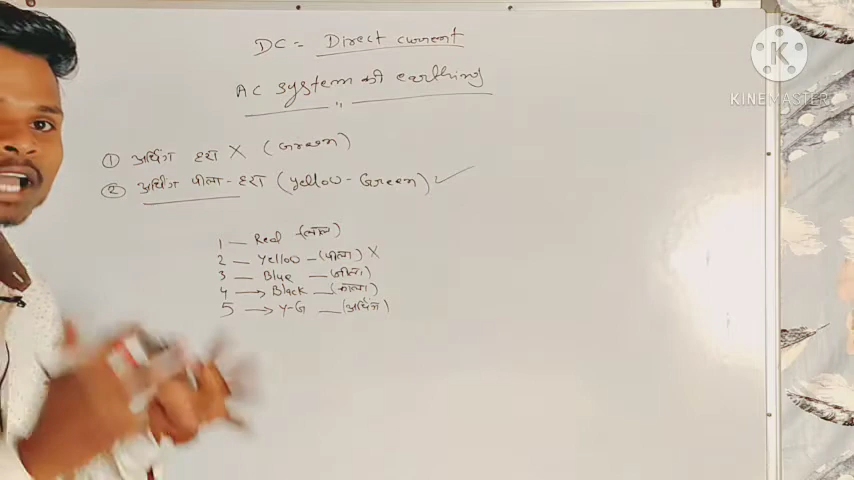 DC = Direct current
AC system की earthing
① अर्थिंग हरा X (Green)
② अर्थिंग पीला-हरा (Yellow-Green) ✓
1 — Red (लाल)
2 — Yellow — (पीला) X
3 — Blue — (नीला)
4 → Black — (काला)
5 → Y-G — (अर्थिंग)
KINEMASTER